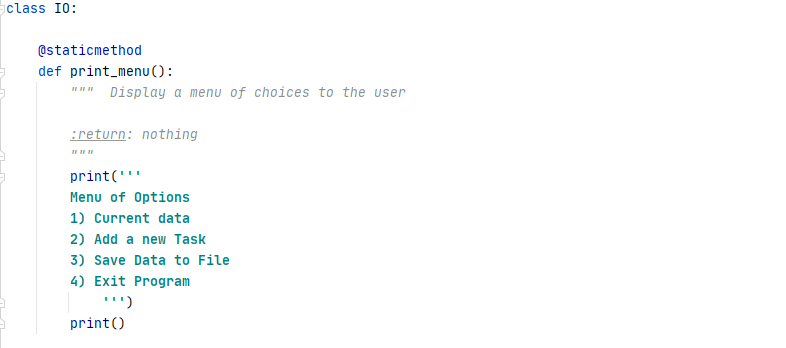 class IO:
@staticmethod
def print_menu():
"""  Display a menu of choices to the user
:return: nothing
"""
print('''
Menu of Options
1) Current data
2) Add a new Task
3) Save Data to File
4) Exit Program
''')
print()